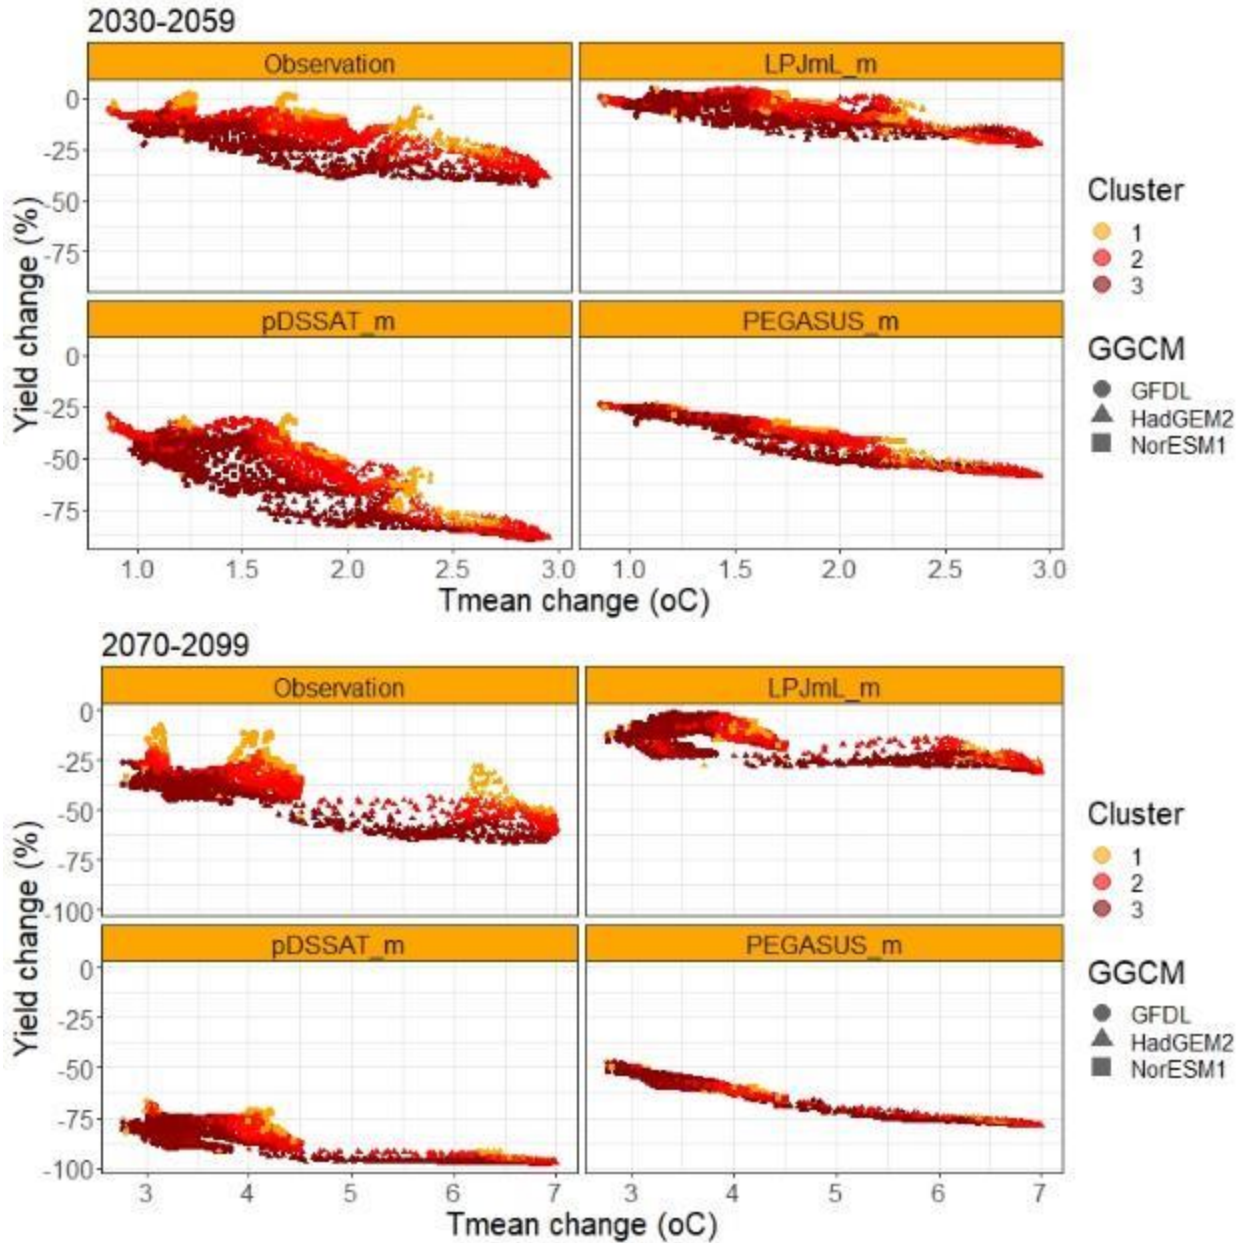 2030-2059
Observation
LPJmL_m
0
-25
-50
-75
pDSSAT_m
PEGASUS_m
0
-25
-50
-75
Yield change (%)
1.0 1.5 2.0 2.5 3.0
1.0 1.5 2.0 2.5 3.0
Tmean change (oC)
Cluster
1
2
3
GGCM
GFDL
HadGEM2
NorESM1
2070-2099
Observation
LPJmL_m
0
-25
-50
-75
-100
pDSSAT_m
PEGASUS_m
0
-25
-50
-75
-100
Yield change (%)
3 4 5 6 7
3 4 5 6 7
Tmean change (oC)
Cluster
1
2
3
GGCM
GFDL
HadGEM2
NorESM1